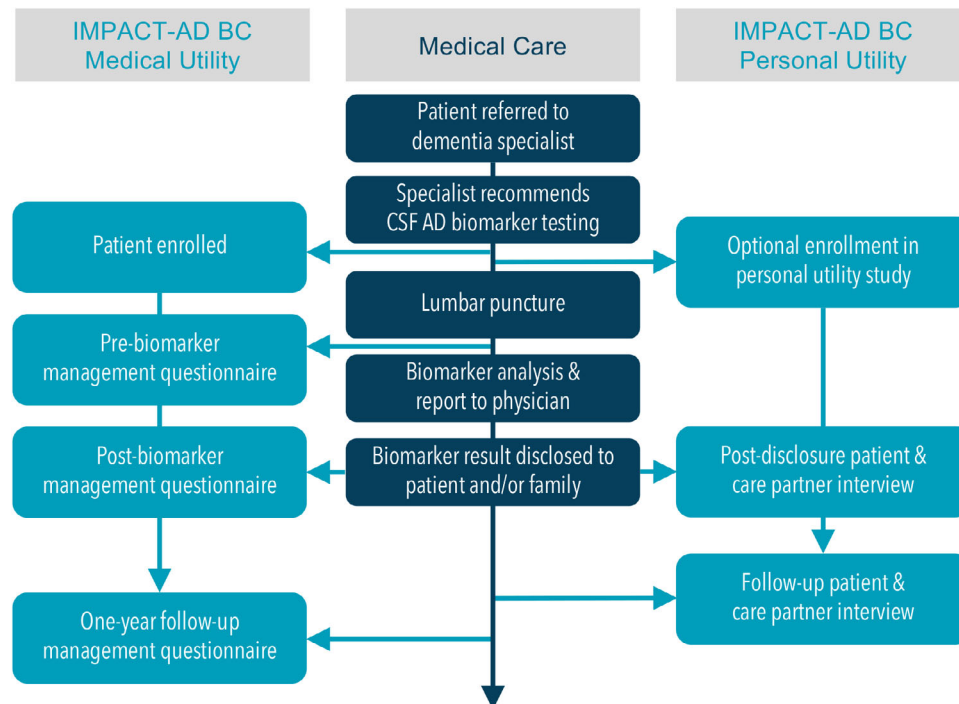 IMPACT-AD BC
Medical Utility
Medical Care
IMPACT-AD BC
Personal Utility
Patient referred to
dementia specialist
Specialist recommends
CSF AD biomarker testing
Patient enrolled
Optional enrollment in
personal utility study
Lumbar puncture
Pre-biomarker
management questionnaire
Biomarker analysis &
report to physician
Post-biomarker
management questionnaire
Biomarker result disclosed to
patient and/or family
Post-disclosure patient &
care partner interview
Follow-up patient &
care partner interview
One-year follow-up
management questionnaire